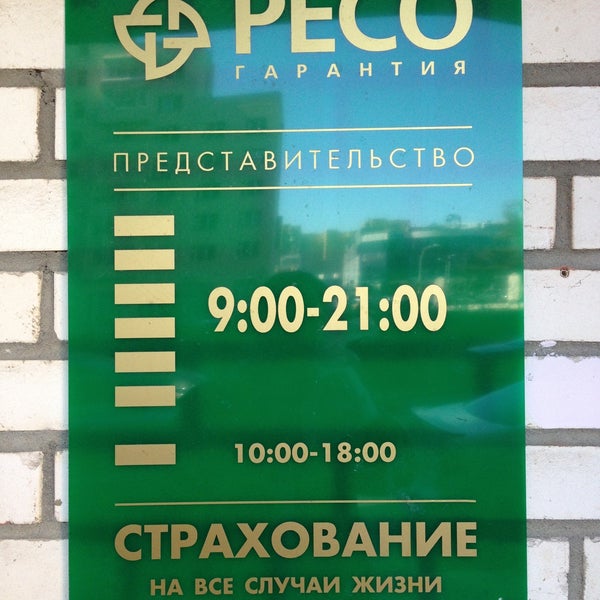 РЕСО
ГАРАНТИЯ
ПРЕДСТАВИТЕЛЬСТВО
9:00-21:00
10:00-18:00
СТРАХОВАНИЕ
НА ВСЕ СЛУЧАИ ЖИЗНИ